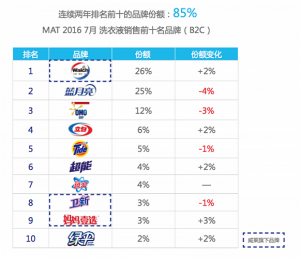 连续两年排名前十的品牌份额：85%
MAT 2016 7月 洗衣液销售前十名品牌（B2C）
排名 品牌 份额 份额变化
1 Walch 26% +2%
2 蓝月亮 25% -4%
3 OMO 12% -3%
4 立白 6% +2%
5 Tide 5% -1%
6 超能 4% +2%
7 4% —
8 卫新 3% -1%
9 妈妈壹选 3% +3%
10 绿伞 2% +2%
威莱旗下品牌